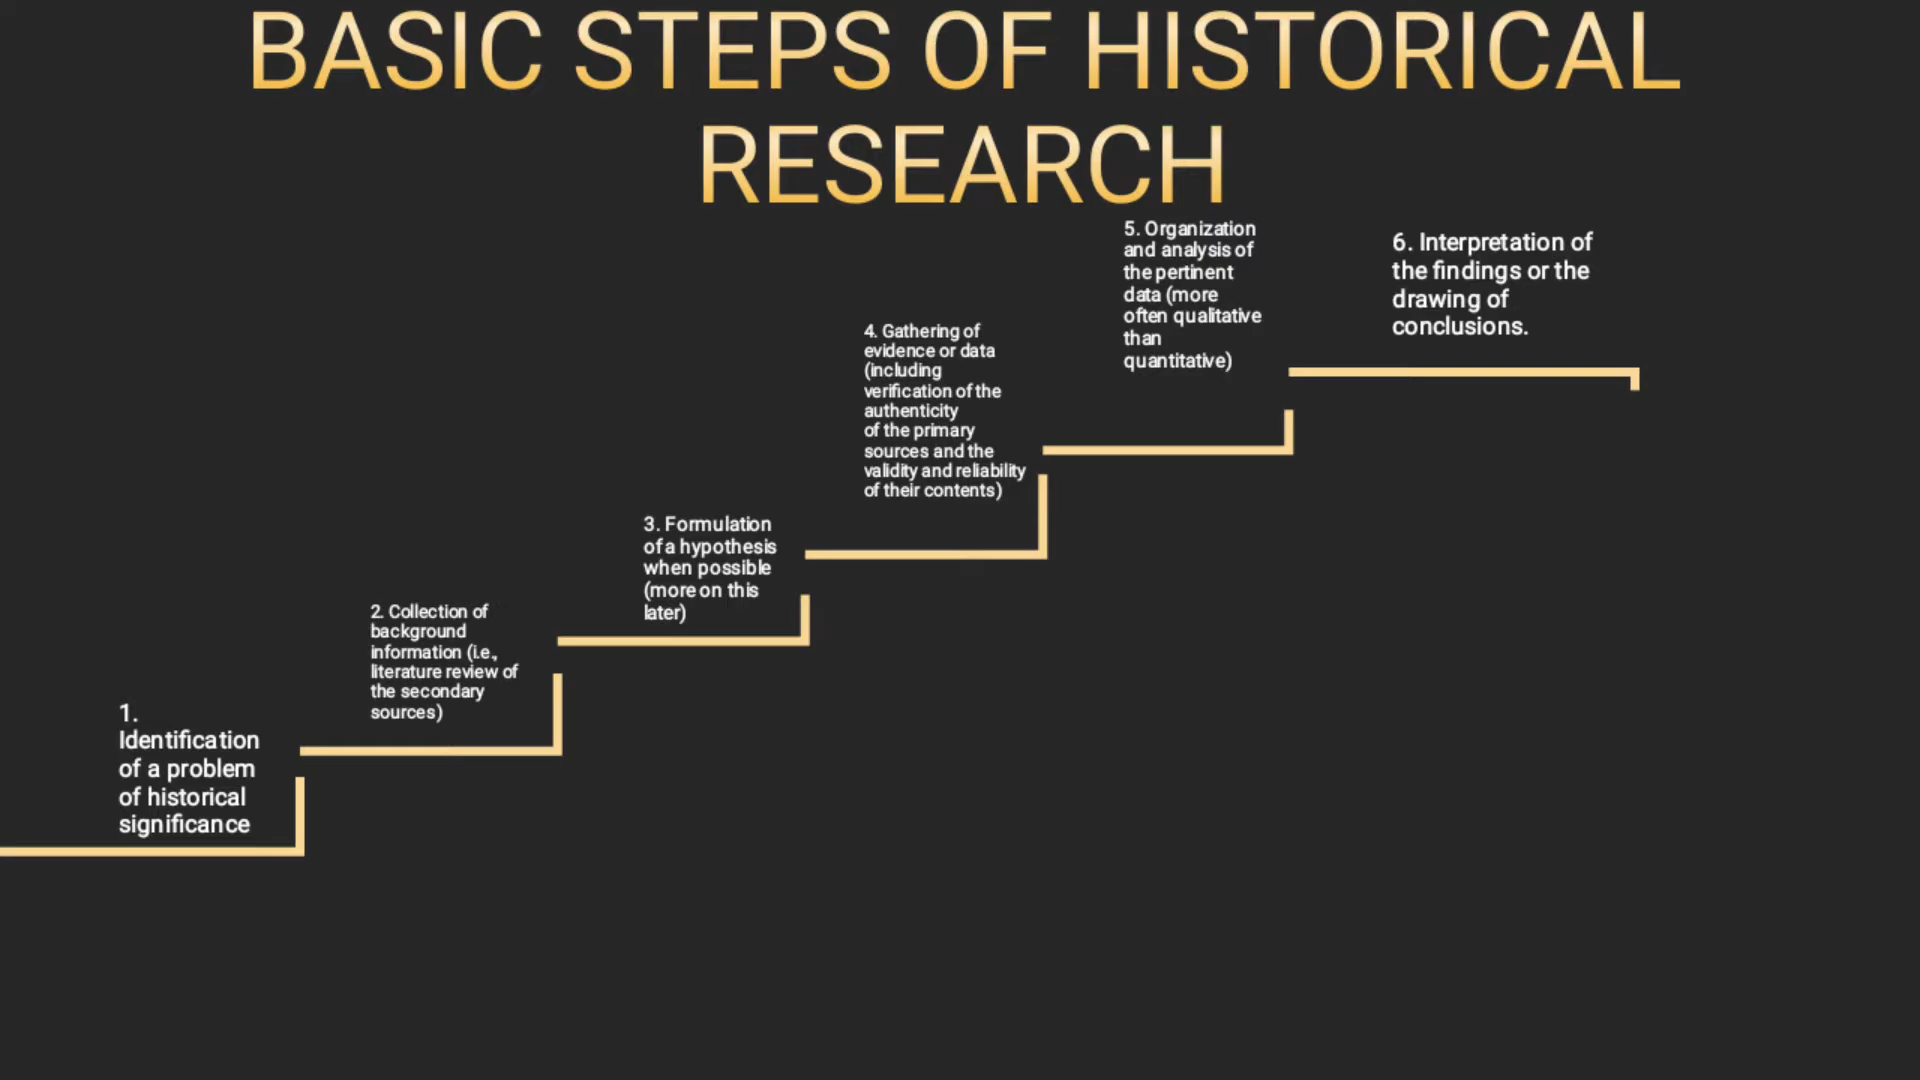 BASIC STEPS OF HISTORICAL
RESEARCH
1.
Identification
of a problem
of historical
significance
2. Collection of
background
information (i.e.,
literature review of
the secondary
sources)
3. Formulation
of a hypothesis
when possible
(more on this
later)
4. Gathering of
evidence or data
(including
verification of the
authenticity
of the primary
sources and the
validity and reliability
of their contents)
5. Organization
and analysis of
the pertinent
data (more
often qualitative
than
quantitative)
6. Interpretation of
the findings or the
drawing of
conclusions.